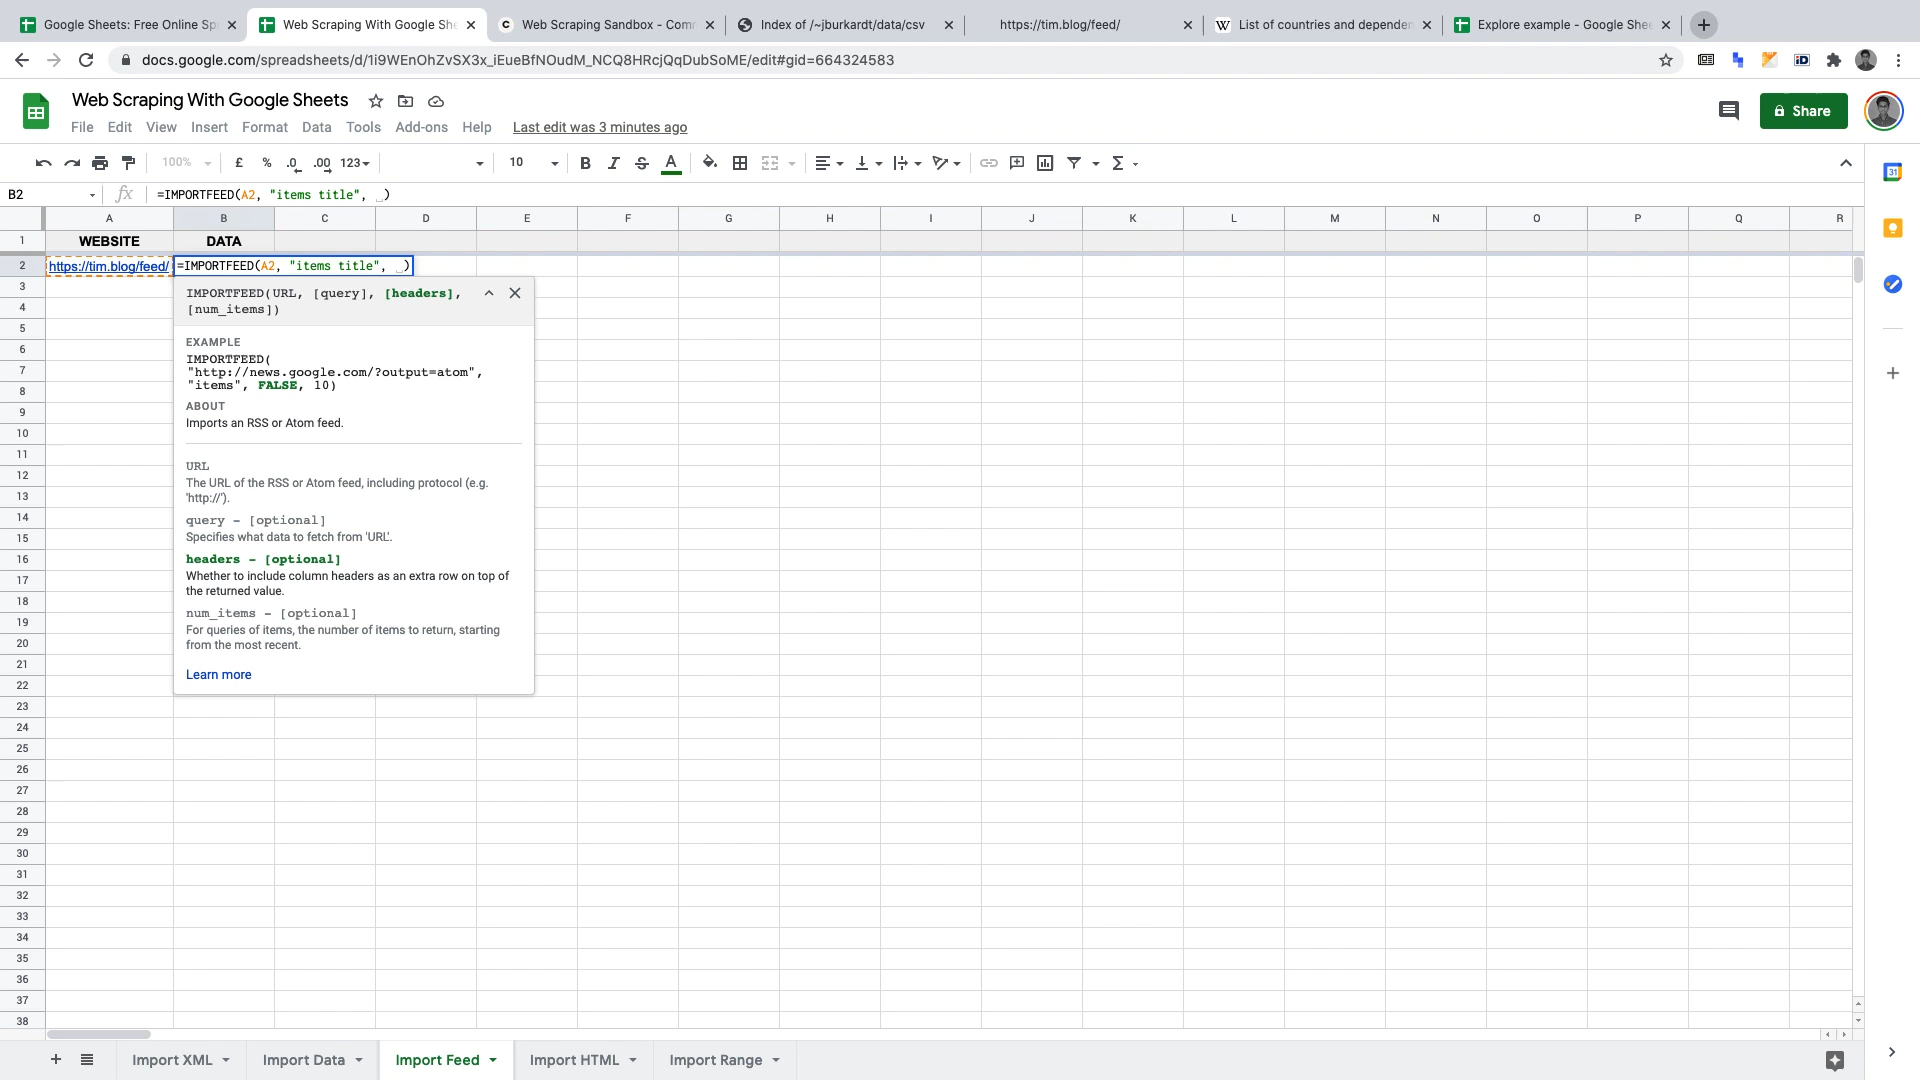 Google Sheets: Free Online Sp
Web Scraping With Google She
Web Scraping Sandbox - Comm
Index of /~jburkardt/data/csv
https://tim.blog/feed/
List of countries and dependen
Explore example - Google Shee
docs.google.com/spreadsheets/d/1i9WEnOhZvSX3x_iEueBfNOudM_NCQ8HRcjQqDubSoME/edit#gid=664324583
Web Scraping With Google Sheets
Share
File Edit View Insert Format Data Tools Add-ons Help Last edit was 3 minutes ago
100% £ % .0 .00 123 10 B I S A Σ
31
B2 fx =IMPORTFEED(A2, "items title", )
A B C D E F G H I J K L M N O P Q R
1 WEBSITE DATA
2 https://tim.blog/feed/ =IMPORTFEED(A2, "items title", )
3
4
5
6
7
8
9
10
11
12
13
14
15
16
17
18
19
20
21
22
23
24
25
26
27
28
29
30
31
32
33
34
35
36
37
38
IMPORTFEED(URL, [query], [headers],
[num_items])
EXAMPLE
IMPORTFEED(
"http://news.google.com/?output=atom",
"items", FALSE, 10)
ABOUT
Imports an RSS or Atom feed.
URL
The URL of the RSS or Atom feed, including protocol (e.g.
'http://').
query - [optional]
Specifies what data to fetch from 'URL'.
headers - [optional]
Whether to include column headers as an extra row on top of
the returned value.
num_items - [optional]
For queries of items, the number of items to return, starting
from the most recent.
Learn more
Import XML Import Data Import Feed Import HTML Import Range